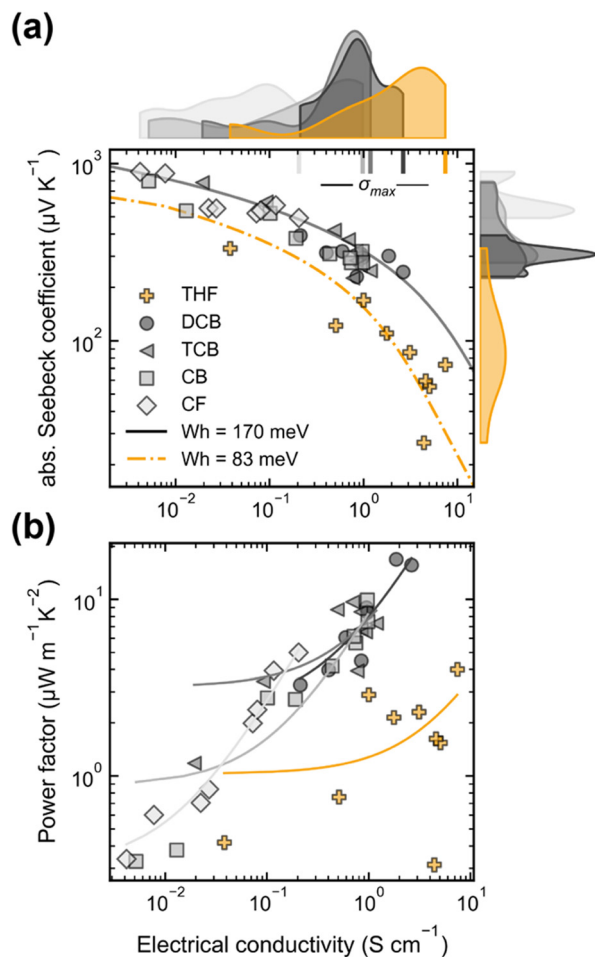 (a)
σmax
abs. Seebeck coefficient (µV K⁻¹)
10³
10²
THF
DCB
TCB
CB
CF
Wh = 170 meV
Wh = 83 meV
10⁻² 10⁻¹ 10⁰ 10¹
(b)
Power factor (µW m⁻¹K⁻²)
10¹
10⁰
10⁻² 10⁻¹ 10⁰ 10¹
Electrical conductivity (S cm⁻¹)